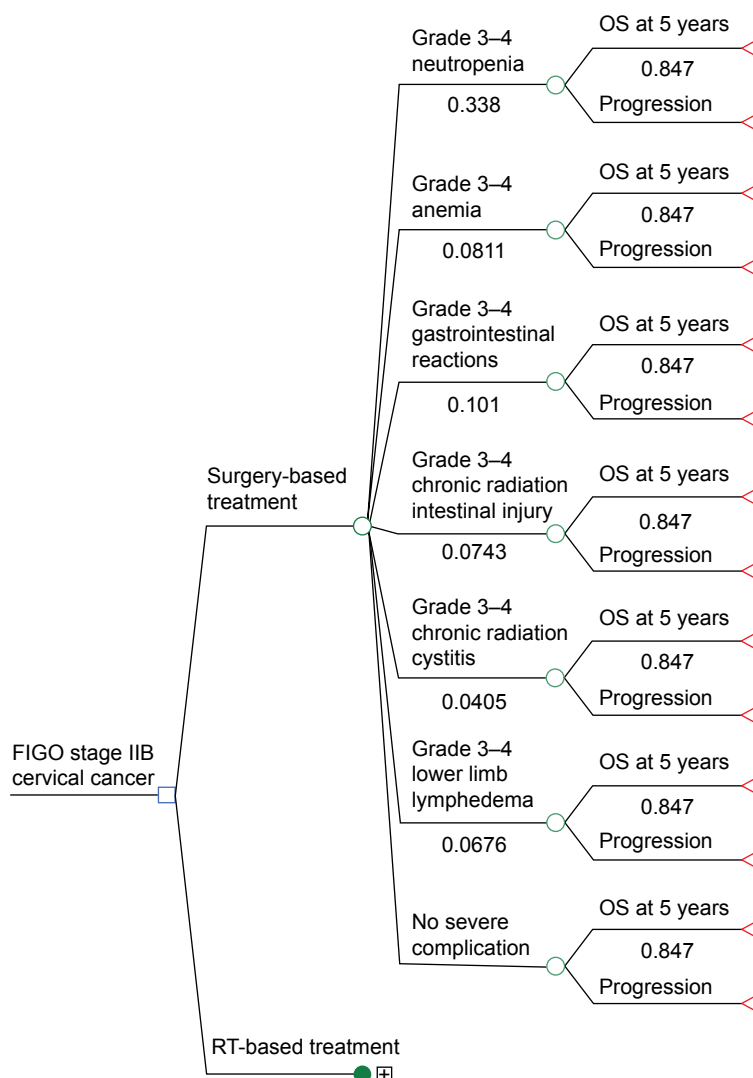 OS at 5 years
Grade 3–4
neutropenia
0.847
0.338
Progression
OS at 5 years
Grade 3–4
anemia
0.847
0.0811
Progression
Grade 3–4
gastrointestinal
reactions
OS at 5 years
0.847
0.101
Progression
Grade 3–4
chronic radiation
intestinal injury
OS at 5 years
0.847
0.0743
Progression
Surgery-based
treatment
Grade 3–4
chronic radiation
cystitis
OS at 5 years
0.847
0.0405
Progression
FIGO stage IIB
cervical cancer
Grade 3–4
lower limb
lymphedema
OS at 5 years
0.847
0.0676
Progression
No severe
complication
OS at 5 years
0.847
Progression
RT-based treatment